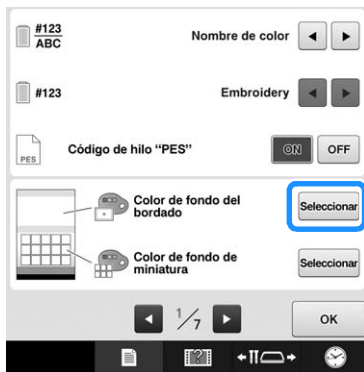 #123
ABC
Nombre de color
#123
Embroidery
PES
Código de hilo “PES”
ON
OFF
Color de fondo del
bordado
Seleccionar
Color de fondo de
miniatura
Seleccionar
1/7
OK
?